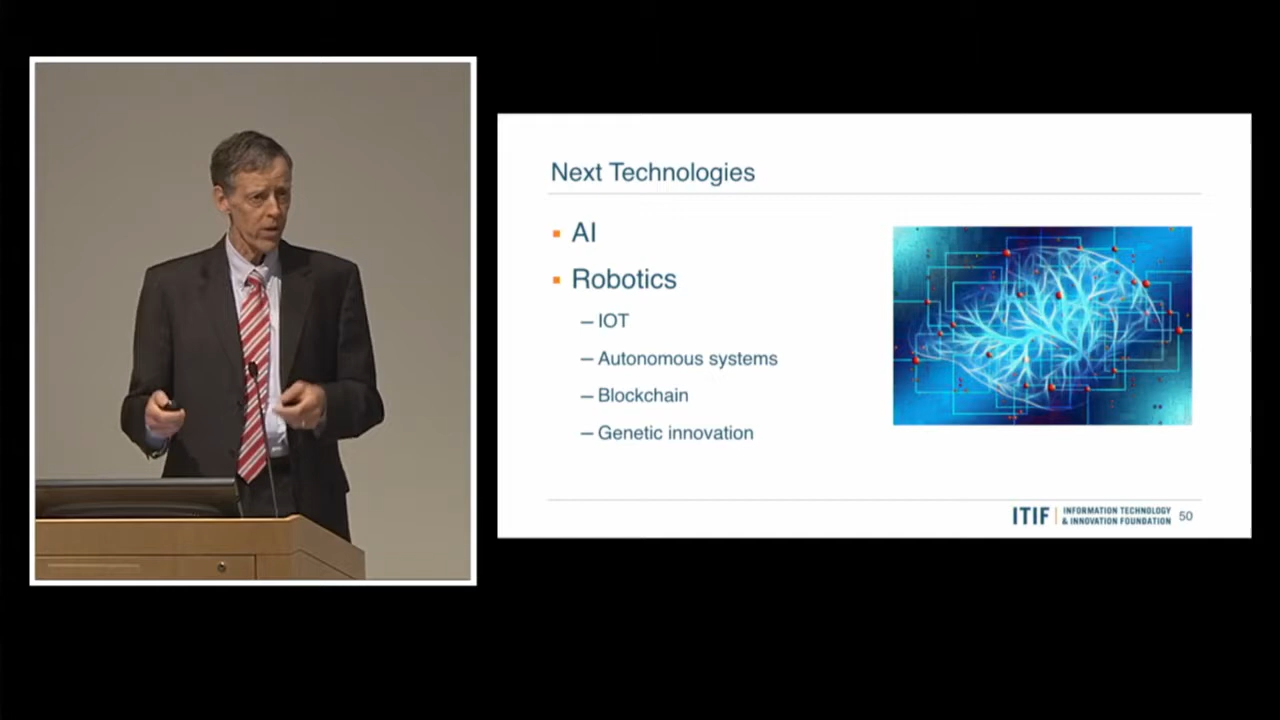 Next Technologies
▪ AI
▪ Robotics
– IOT
– Autonomous systems
– Blockchain
– Genetic innovation
ITIF | INFORMATION TECHNOLOGY
& INNOVATION FOUNDATION 50